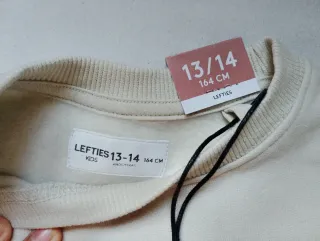 13/14
164 CM
LEFTIES
LEFTIES 13-14
KIDS 164 CM